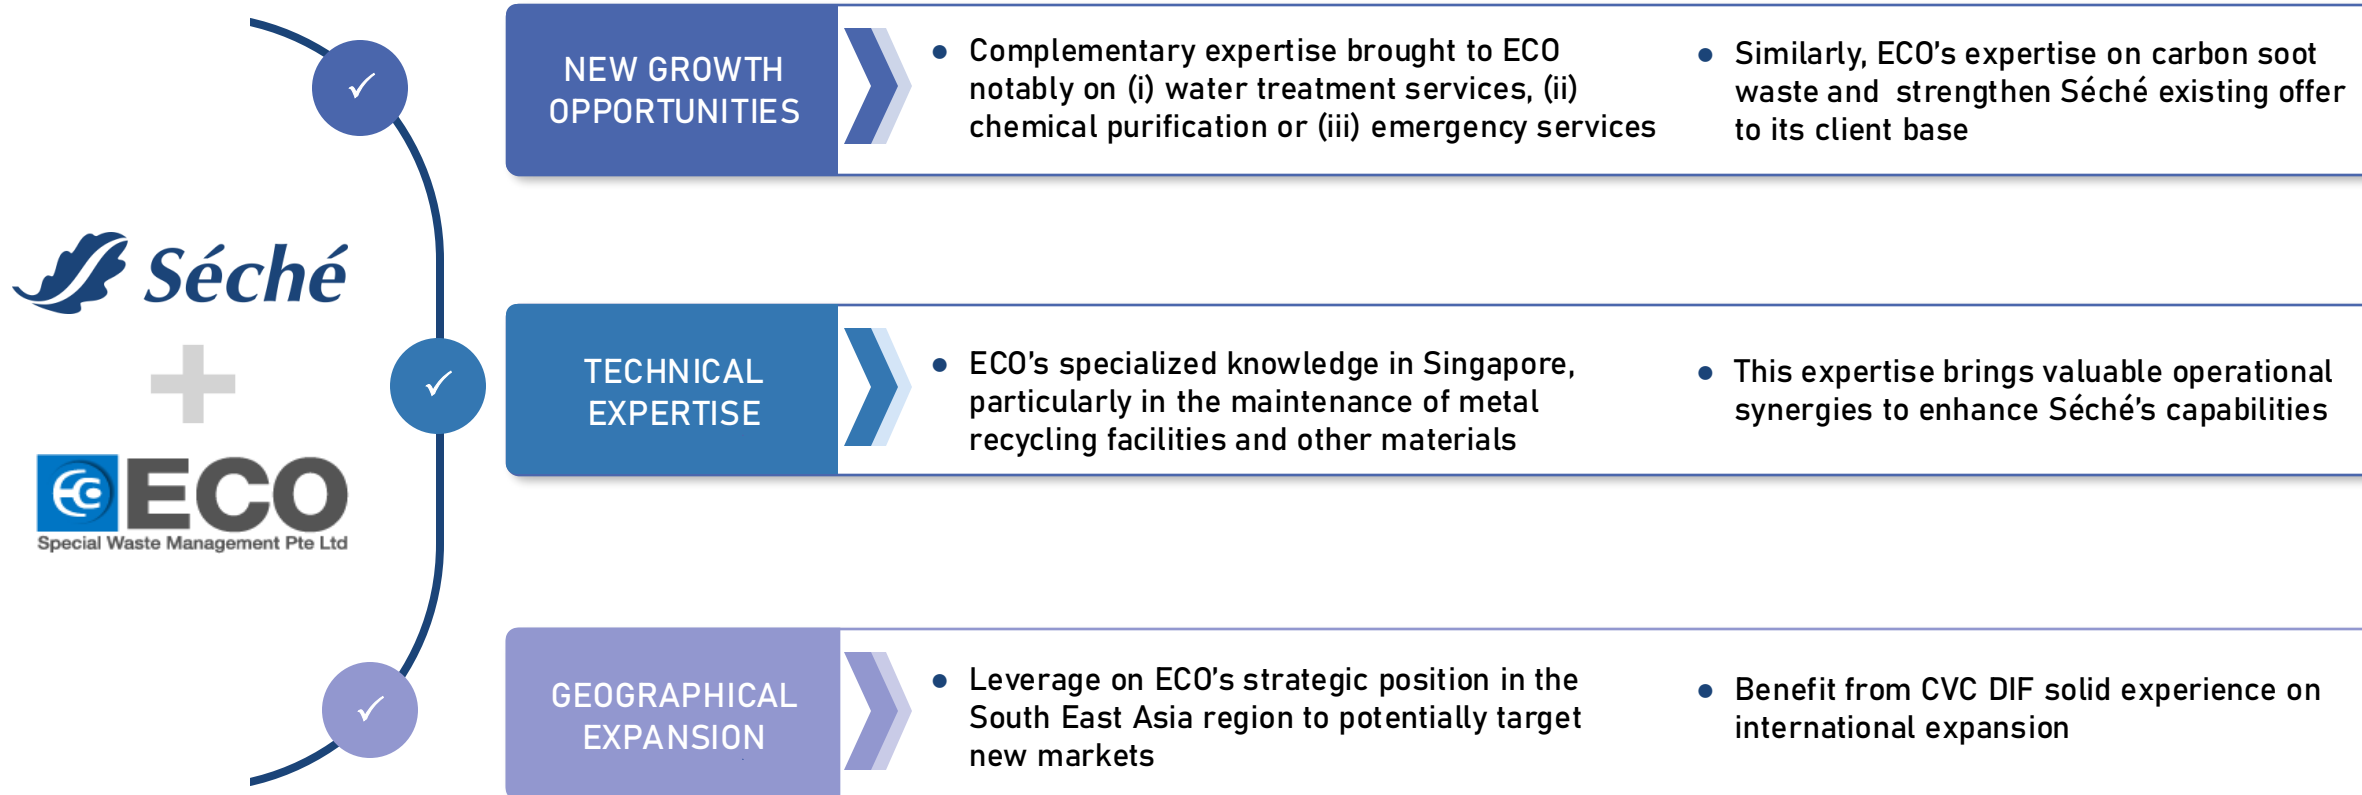 Séché
ECO
Special Waste Management Pte Ltd
NEW GROWTH
OPPORTUNITIES
• Complementary expertise brought to ECO
notably on (i) water treatment services, (ii)
chemical purification or (iii) emergency services
• Similarly, ECO’s expertise on carbon soot
waste and  strengthen Séché existing offer
to its client base
TECHNICAL
EXPERTISE
• ECO’s specialized knowledge in Singapore,
particularly in the maintenance of metal
recycling facilities and other materials
• This expertise brings valuable operational
synergies to enhance Séché’s capabilities
GEOGRAPHICAL
EXPANSION
• Leverage on ECO’s strategic position in the
South East Asia region to potentially target
new markets
• Benefit from CVC DIF solid experience on
international expansion